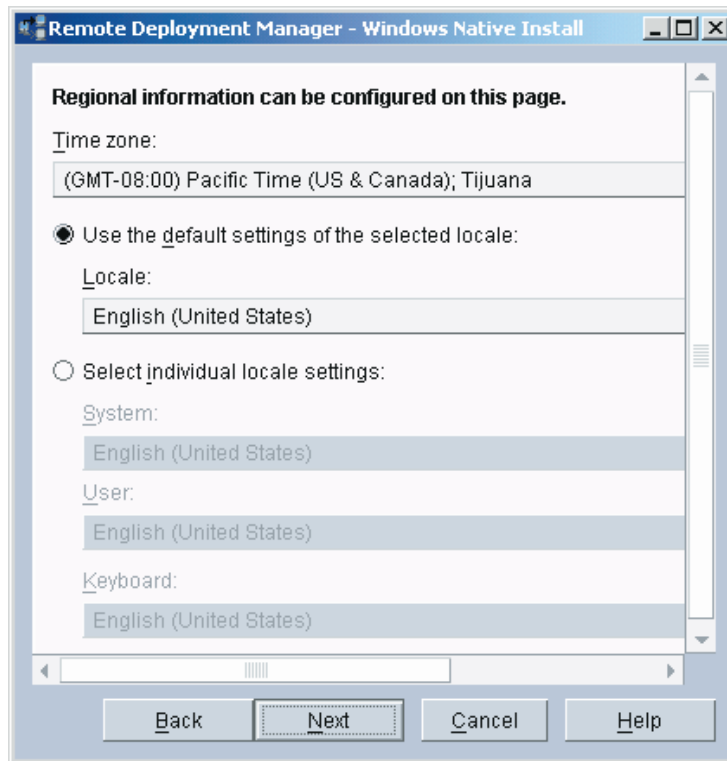 Remote Deployment Manager - Windows Native Install
Regional information can be configured on this page.
Time zone:
(GMT-08:00) Pacific Time (US & Canada); Tijuana
Use the default settings of the selected locale:
Locale:
English (United States)
Select individual locale settings:
System:
English (United States)
User:
English (United States)
Keyboard:
English (United States)
Back Next Cancel Help